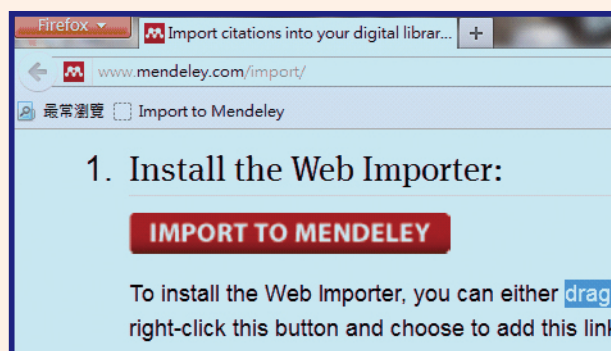 Firefox
Import citations into your digital librar...
www.mendeley.com/import/
最常瀏覽 Import to Mendeley
1. Install the Web Importer:
IMPORT TO MENDELEY
To install the Web Importer, you can either drag
right-click this button and choose to add this link